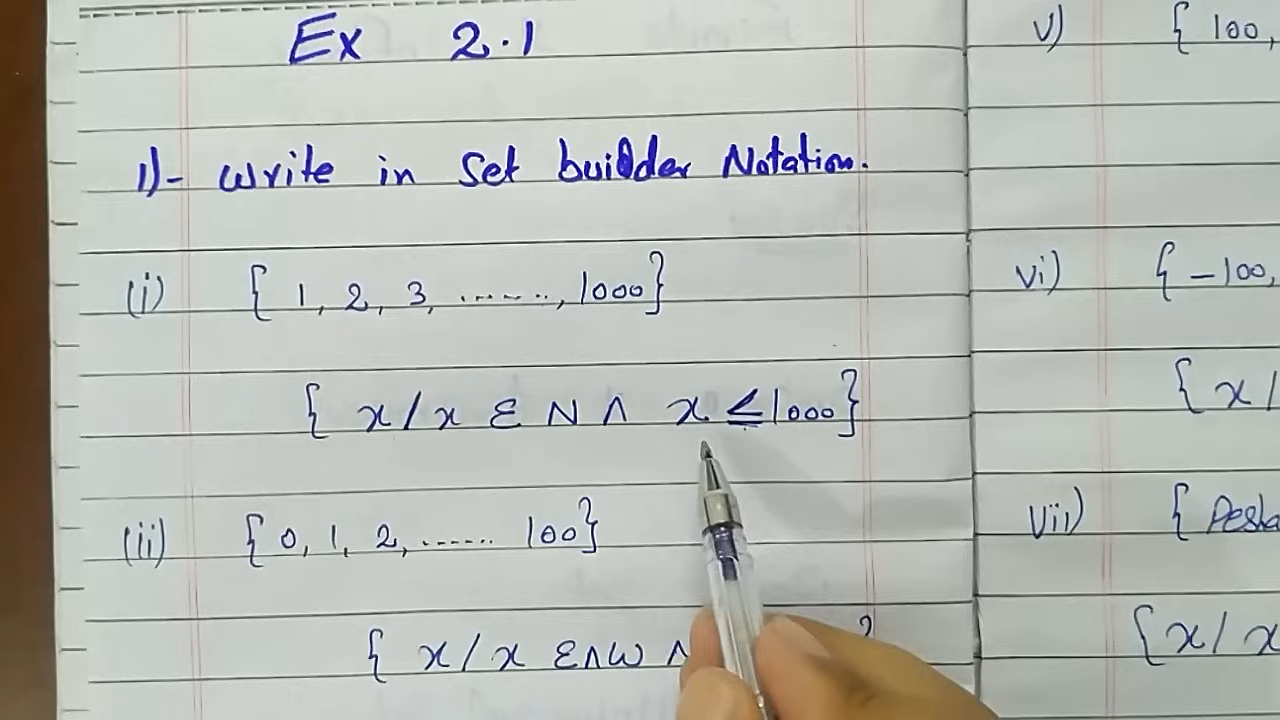 Ex 2.1
1)- Write in Set builder Notation.
(i) { 1, 2, 3, ......., 1000}
{ x / x ε N ∧ x ≤ 1000}
(ii) { 0, 1, 2, ...... 100}
{ x / x ε ∧ W ∧
v) { 100,
vi) { -100,
{ x /
vii) { Pesha
{ x / x